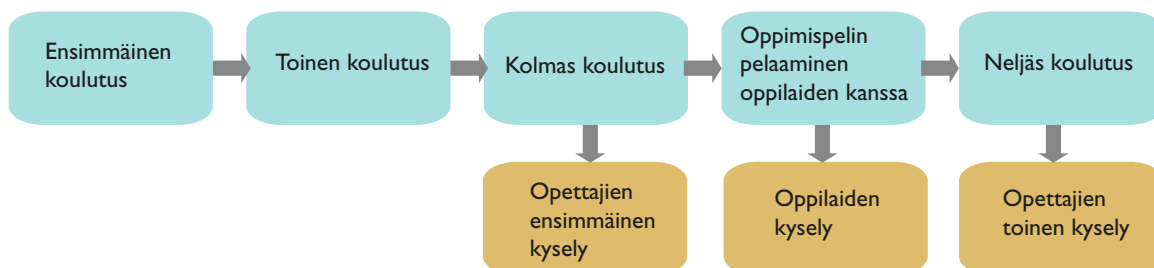 Ensimmäinen
koulutus
Toinen koulutus
Kolmas koulutus
Oppimispelin
pelaaminen
oppilaiden kanssa
Neljäs koulutus
Opettajien
ensimmäinen
kysely
Oppilaiden
kysely
Opettajien
toinen kysely